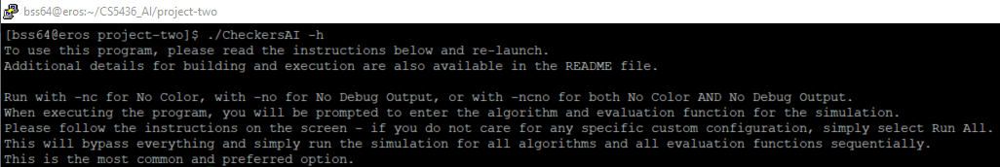 bss64@eros:~/CS5436_AI/project-two
[bss64@eros project-two]$ ./CheckersAI -h
To use this program, please read the instructions below and re-launch.
Additional details for building and execution are also available in the README file.
Run with -nc for No Color, with -no for No Debug Output, or with -ncno for both No Color AND No Debug Output.
When executing the program, you will be prompted to enter the algorithm and evaluation function for the simulation.
Please follow the instructions on the screen - if you do not care for any specific custom configuration, simply select Run All.
This will bypass everything and simply run the simulation for all algorithms and all evaluation functions sequentially.
This is the most common and preferred option.